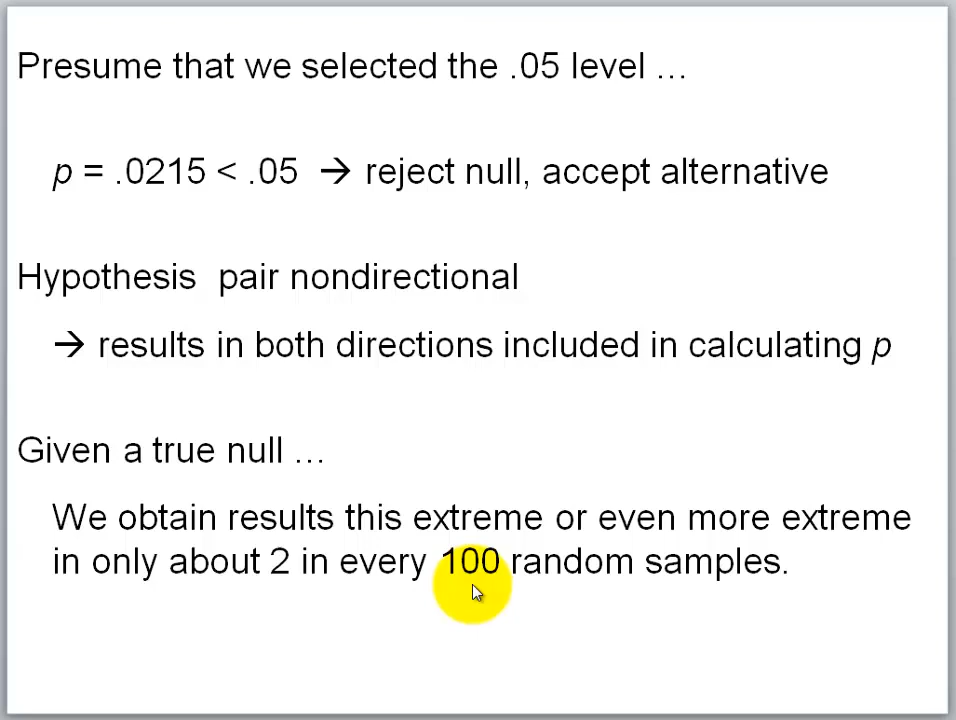 Presume that we selected the .05 level ...
p = .0215 < .05 → reject null, accept alternative
Hypothesis pair nondirectional
→ results in both directions included in calculating p
Given a true null ...
We obtain results this extreme or even more extreme
in only about 2 in every 100 random samples.